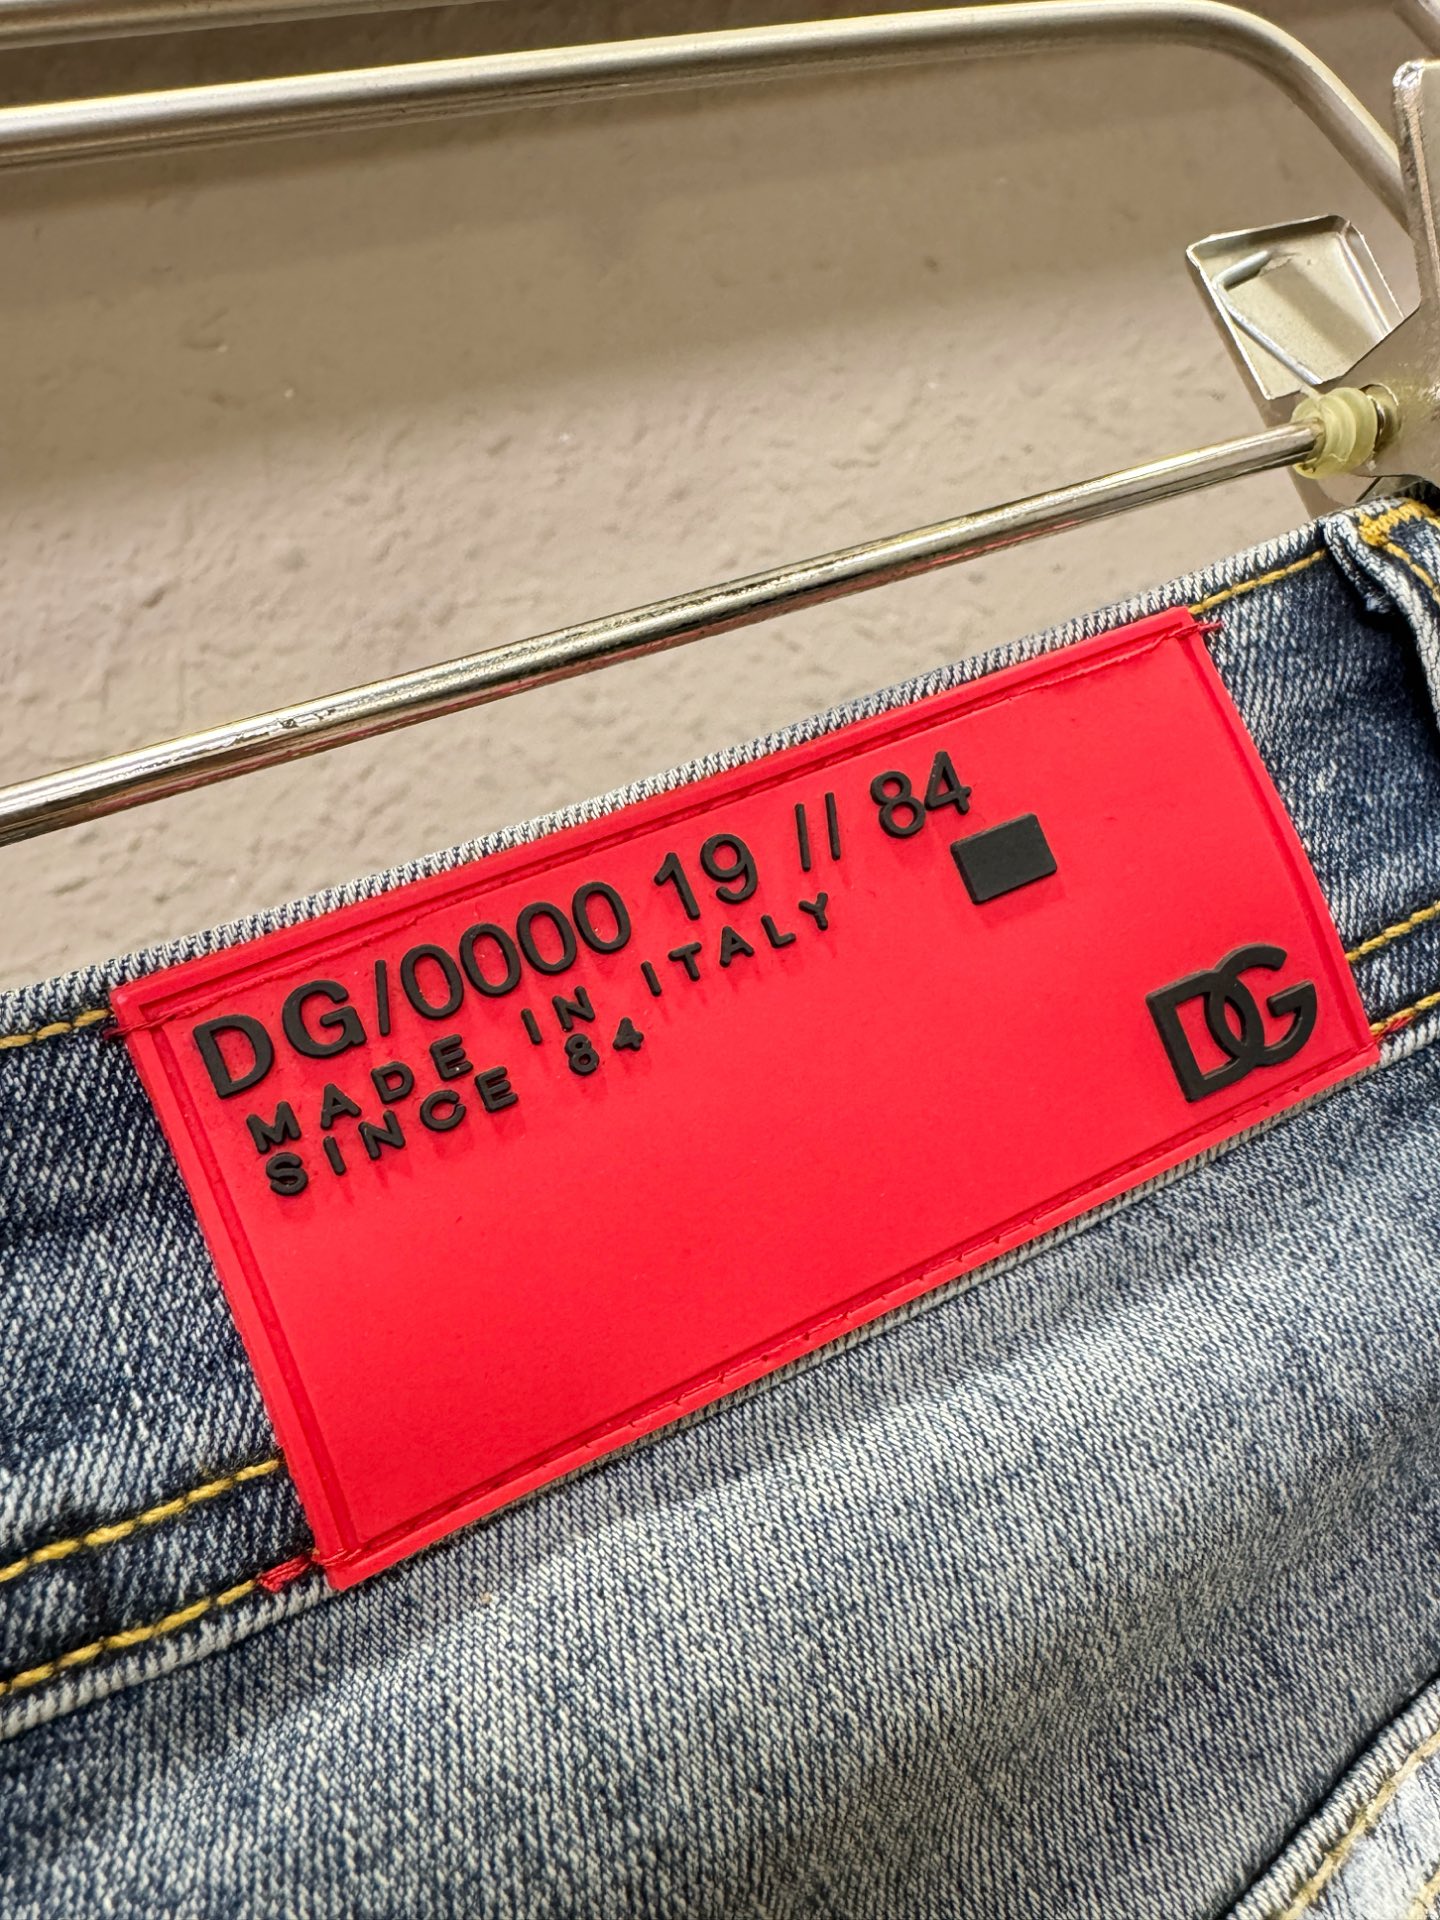 DG/0000 19 // 84
MADE IN ITALY
SINCE 84
DG